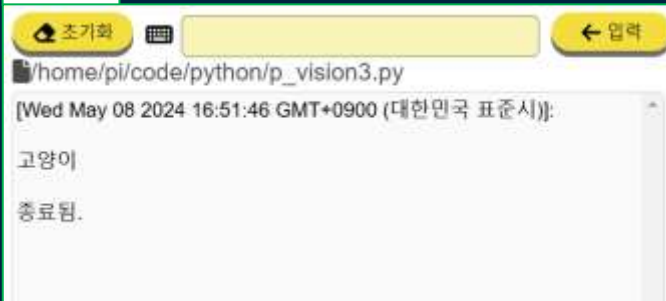 초기화
입력
/home/pi/code/python/p_vision3.py
[Wed May 08 2024 16:51:46 GMT+0900 (대한민국 표준시)]:
고양이
종료됨.